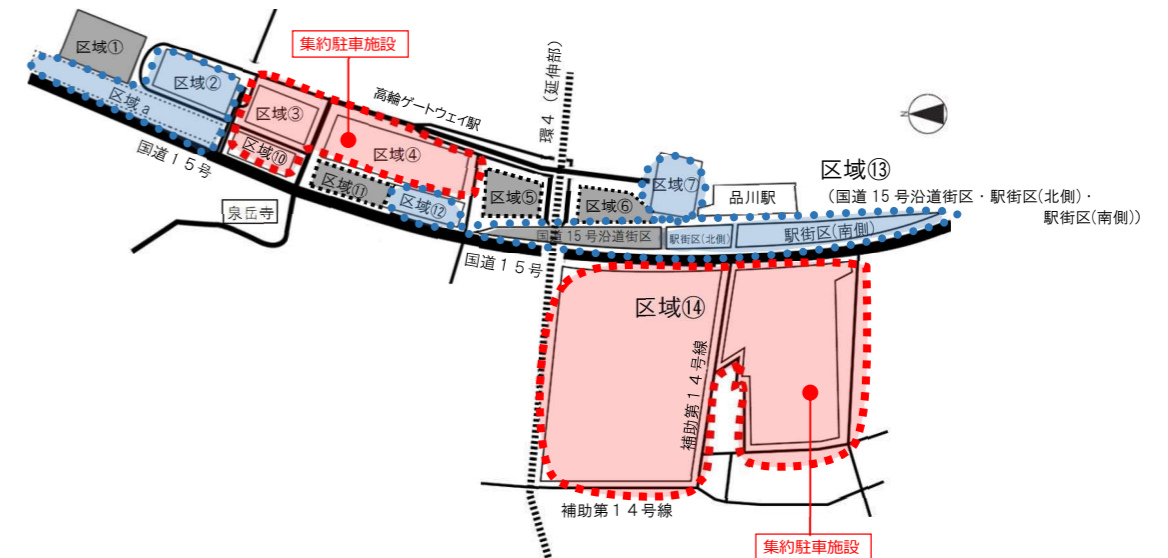 集約駐車施設
区域①
区域②
区域a
区域③
区域⑩
高輪ゲートウェイ駅
環4（延伸部）
区域④
区域⑪
区域⑫
区域⑤
区域⑥
区域⑦
品川駅
区域⑬
（国道15号沿道街区・駅街区(北側)・
駅街区(南側)）
N
国道15号
泉岳寺
国道15号沿道街区
駅街区(北側)
駅街区(南側)
国道15号
区域⑭
補助第14号線
補助第14号線
集約駐車施設